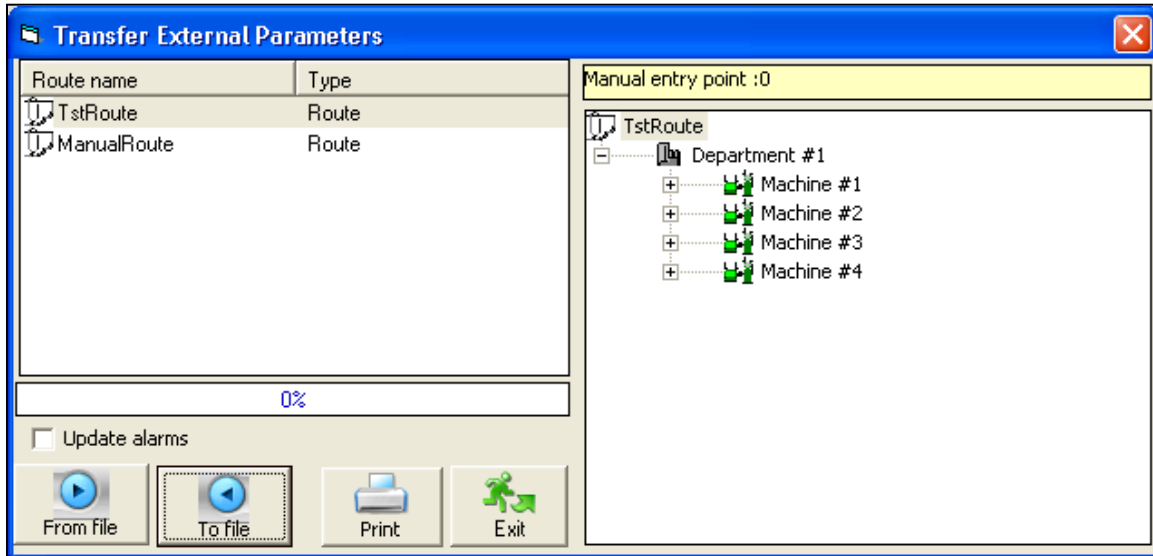 Transfer External Parameters
Route name Type
TstRoute Route
ManualRoute Route
0%
Update alarms
From file To file Print Exit
Manual entry point :0
TstRoute
Department #1
Machine #1
Machine #2
Machine #3
Machine #4